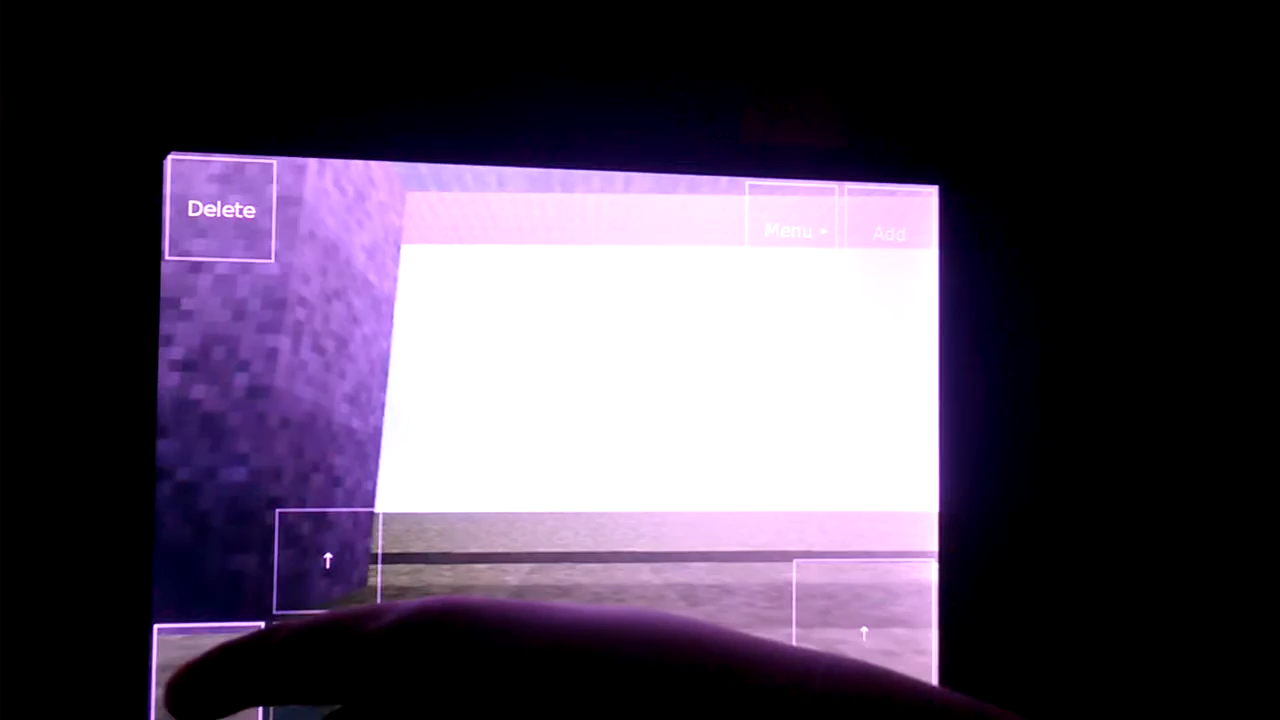 Delete
Menu •
Add
↑
↑